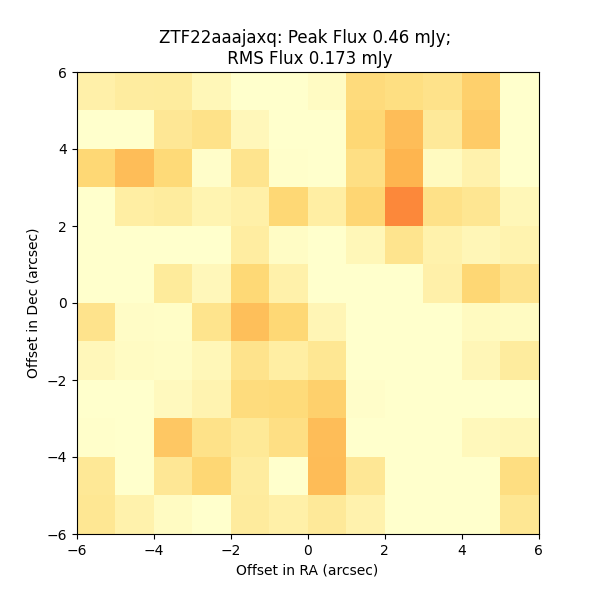 ZTF22aaajaxq: Peak Flux 0.46 mJy;
RMS Flux 0.173 mJy
6
4
2
0
−2
−4
−6
Offset in Dec (arcsec)
−6 −4 −2 0 2 4 6
Offset in RA (arcsec)